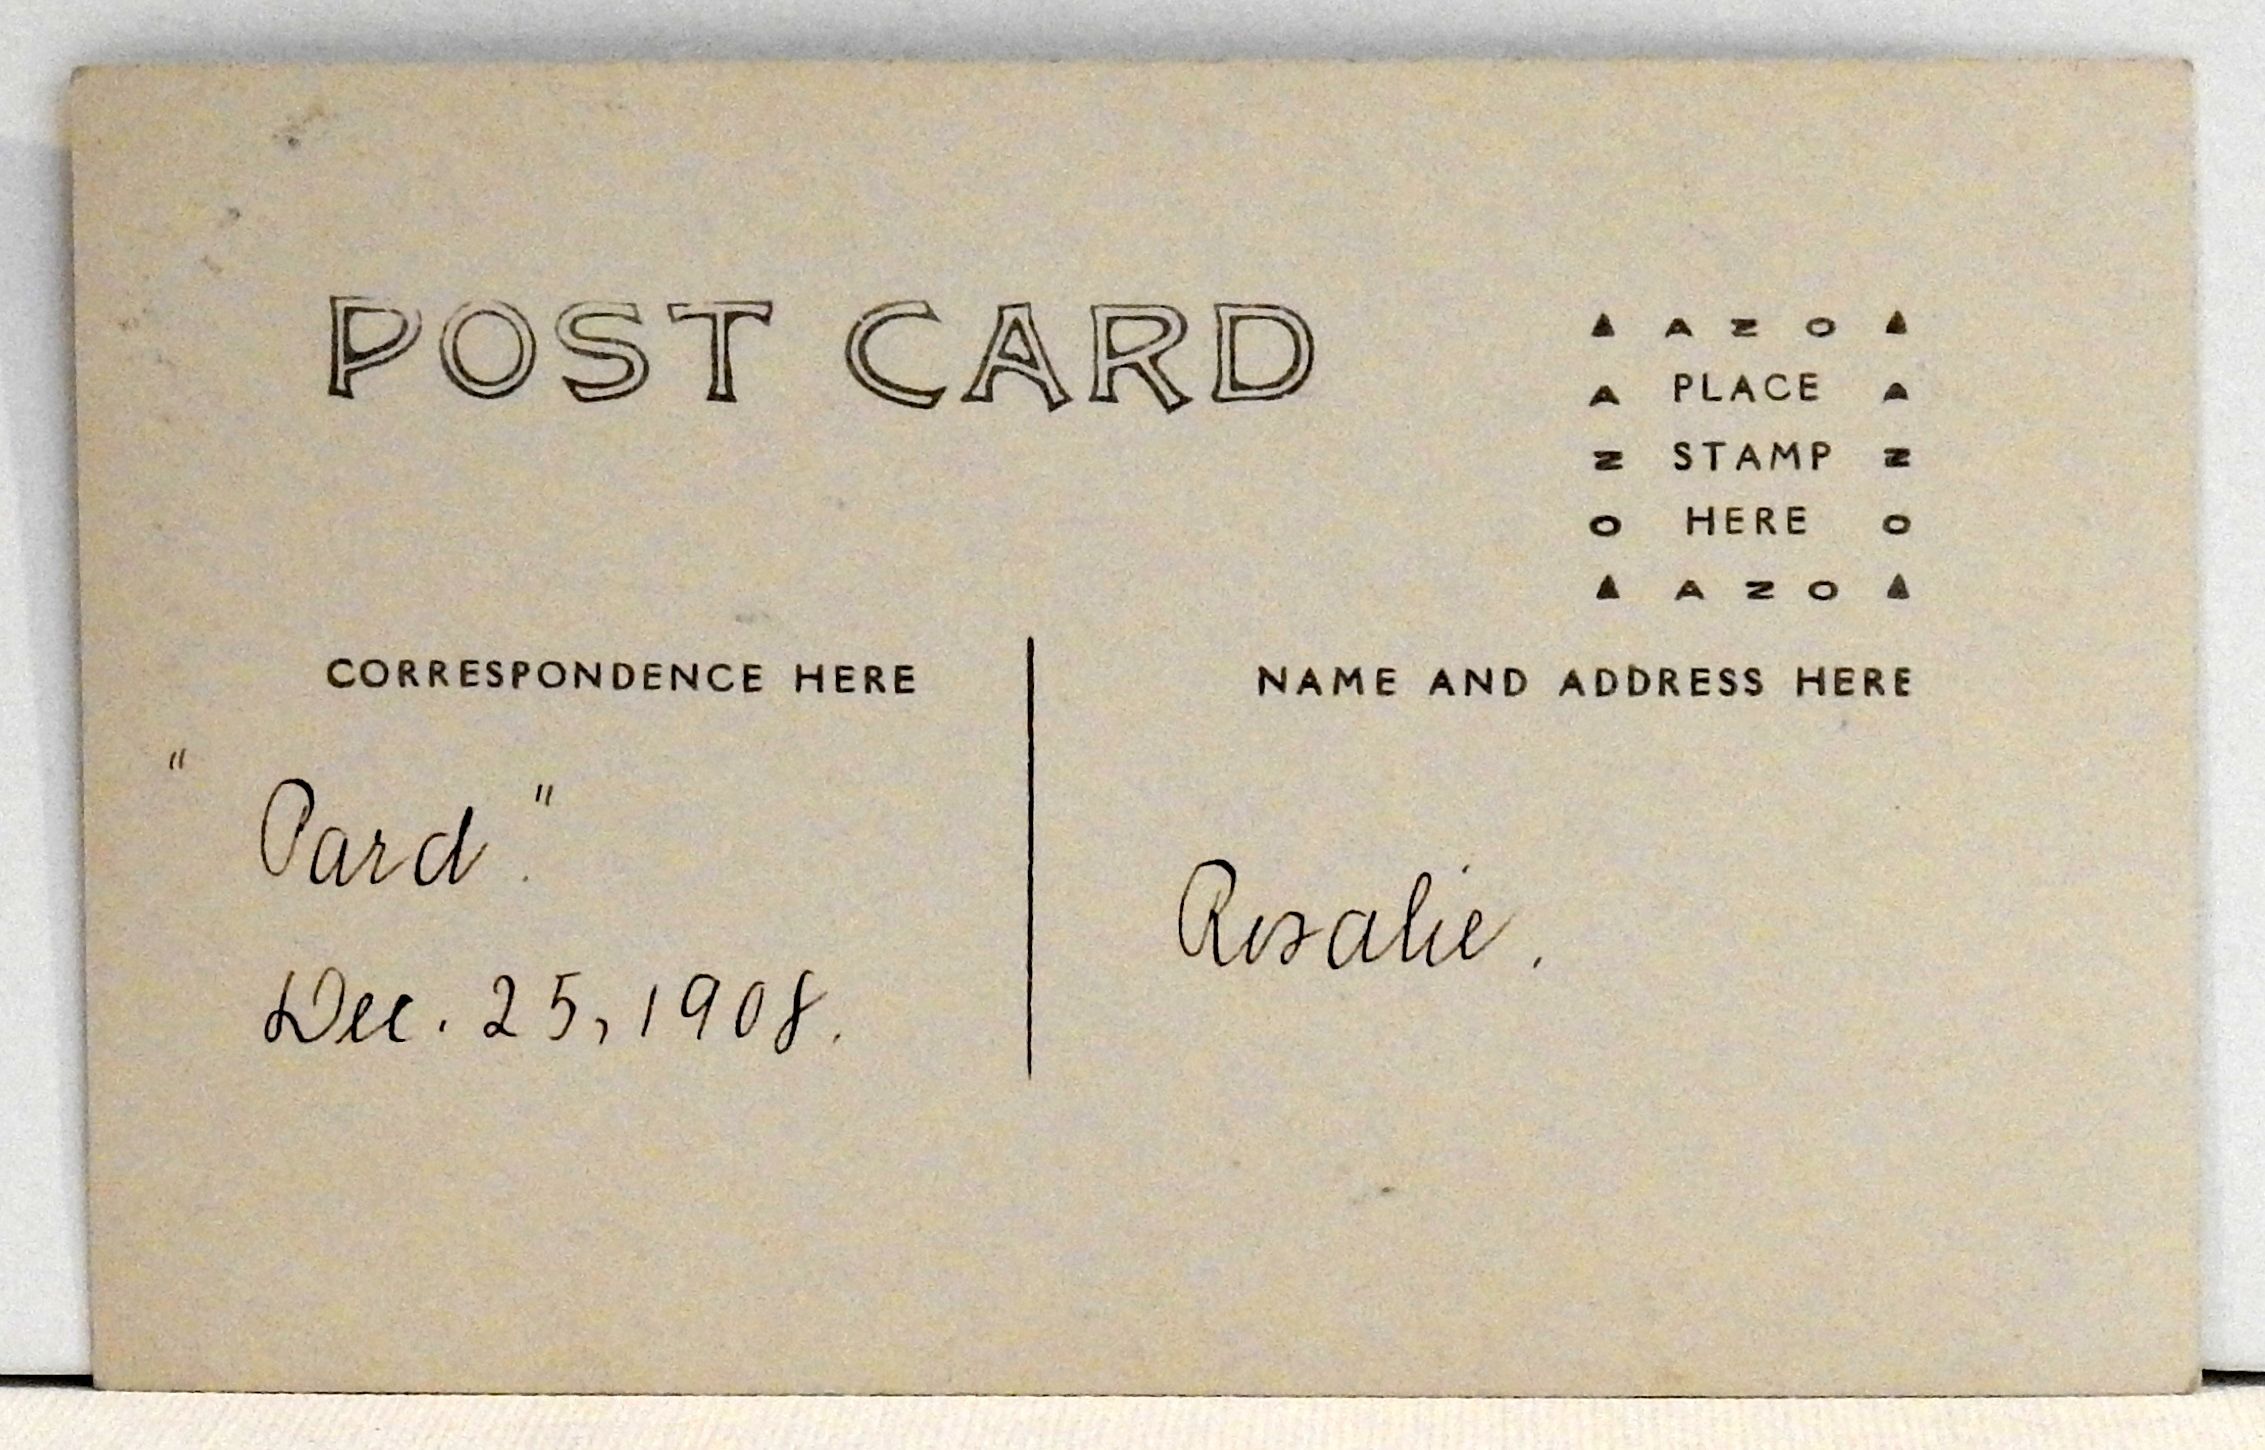 POST CARD
▲ A Z O ▲
A PLACE A
Z STAMP Z
O HERE O
▲ A Z O ▲
CORRESPONDENCE HERE
NAME AND ADDRESS HERE
" Pard."
Dec. 25, 1908.
Rosalie.